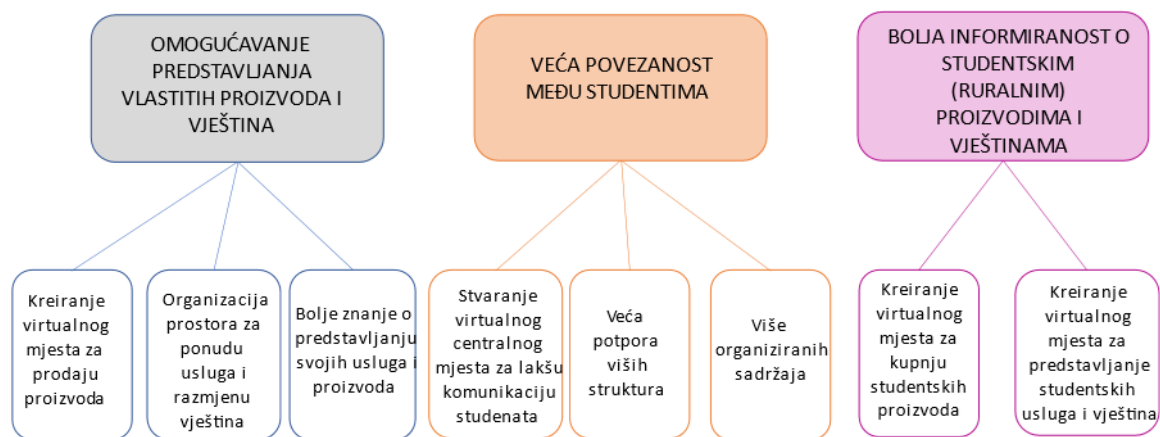 OMOGUĆAVANJE
PREDSTAVLJANJA
VLASTITIH PROIZVODA I
VJEŠTINA
VEĆA POVEZANOST
MEĐU STUDENTIMA
BOLJA INFORMIRANOST O
STUDENTSKIM
(RURALNIM)
PROIZVODIMA I
VJEŠTINAMA
Kreiranje
virtualnog
mjesta za
prodaju
proizvoda
Organizacija
prostora za
ponudu
usluga i
razmjenu
vještina
Bolje znanje o
predstavljanju
svojih usluga i
proizvoda
Stvaranje
virtualnog
centralnog
mjesta za lakšu
komunikaciju
studenata
Veća
potpora
viših
struktura
Više
organiziranih
sadržaja
Kreiranje
virtualnog
mjesta za
kupnju
studentskih
proizvoda
Kreiranje
virtualnog
mjesta za
predstavljanje
studentskih
usluga i vještina